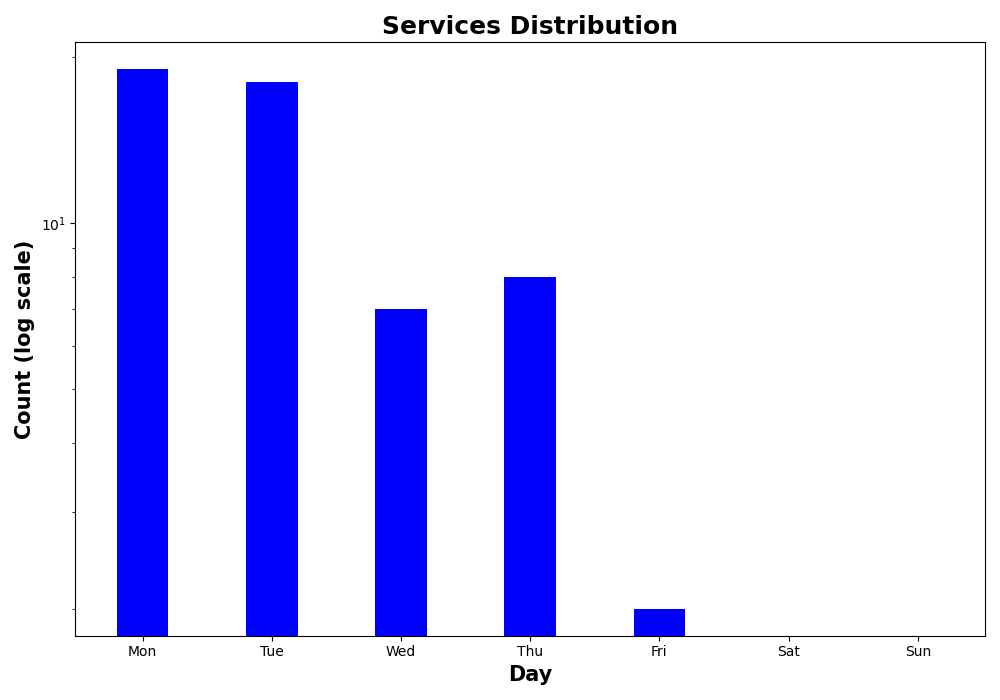 Services Distribution
Count (log scale)
10¹
Mon Tue Wed Thu Fri Sat Sun
Day